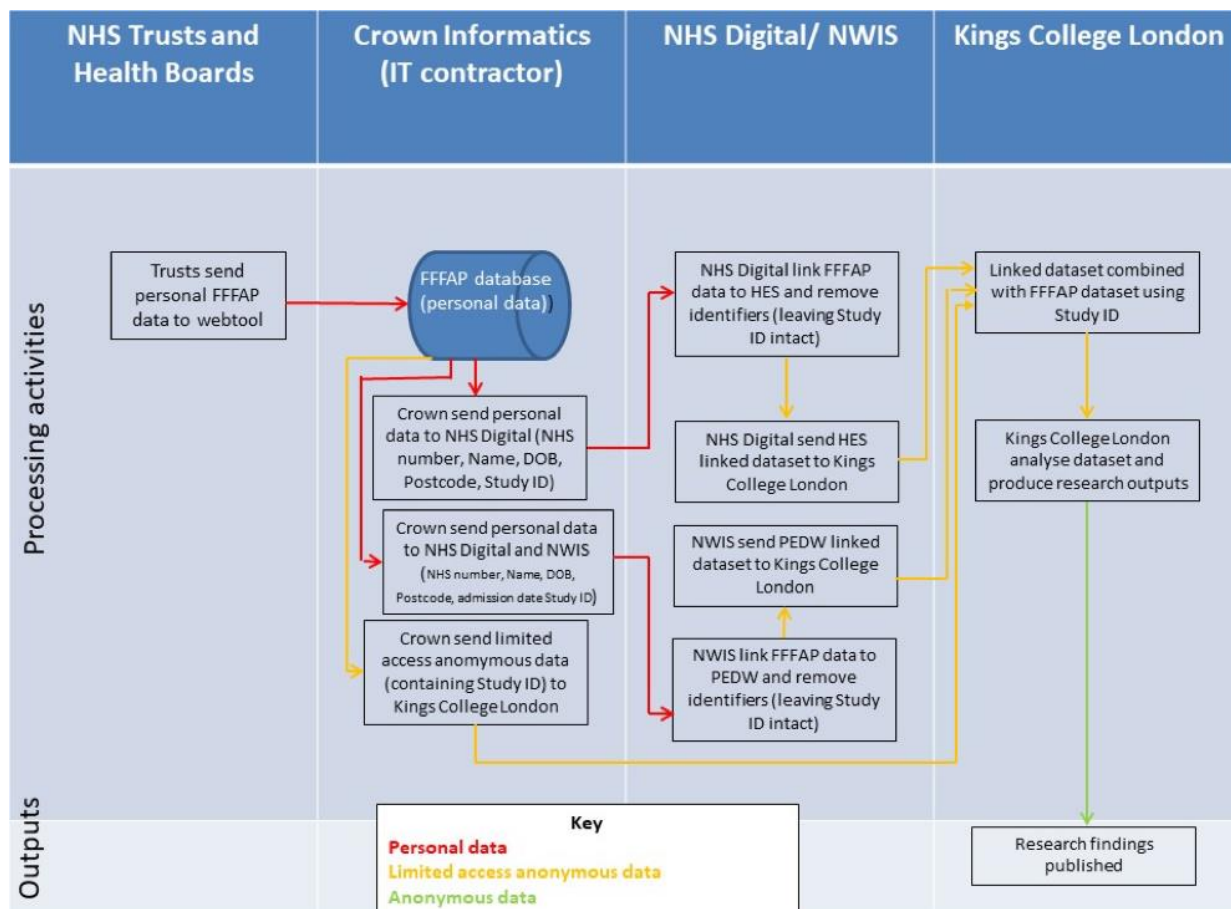 NHS Trusts and
Health Boards
Crown Informatics
(IT contractor)
NHS Digital/ NWIS
Kings College London
Processing activities
Trusts send
personal FFFAP
data to webtool
FFFAP database
(personal data))
Crown send personal
data to NHS Digital (NHS
number, Name, DOB,
Postcode, Study ID)
Crown send personal data
to NHS Digital and NWIS
(NHS number, Name, DOB,
Postcode, admission date Study ID)
Crown send limited
access anomymous data
(containing Study ID) to
Kings College London
NHS Digital link FFFAP
data to HES and remove
identifiers (leaving Study
ID intact)
NHS Digital send HES
linked dataset to Kings
College London
NWIS send PEDW linked
dataset to Kings College
London
NWIS link FFFAP data to
PEDW and remove
identifiers (leaving Study
ID intact)
Linked dataset combined
with FFFAP dataset using
Study ID
Kings College London
analyse dataset and
produce research outputs
Outputs
Key
Personal data
Limited access anonymous data
Anonymous data
Research findings
published